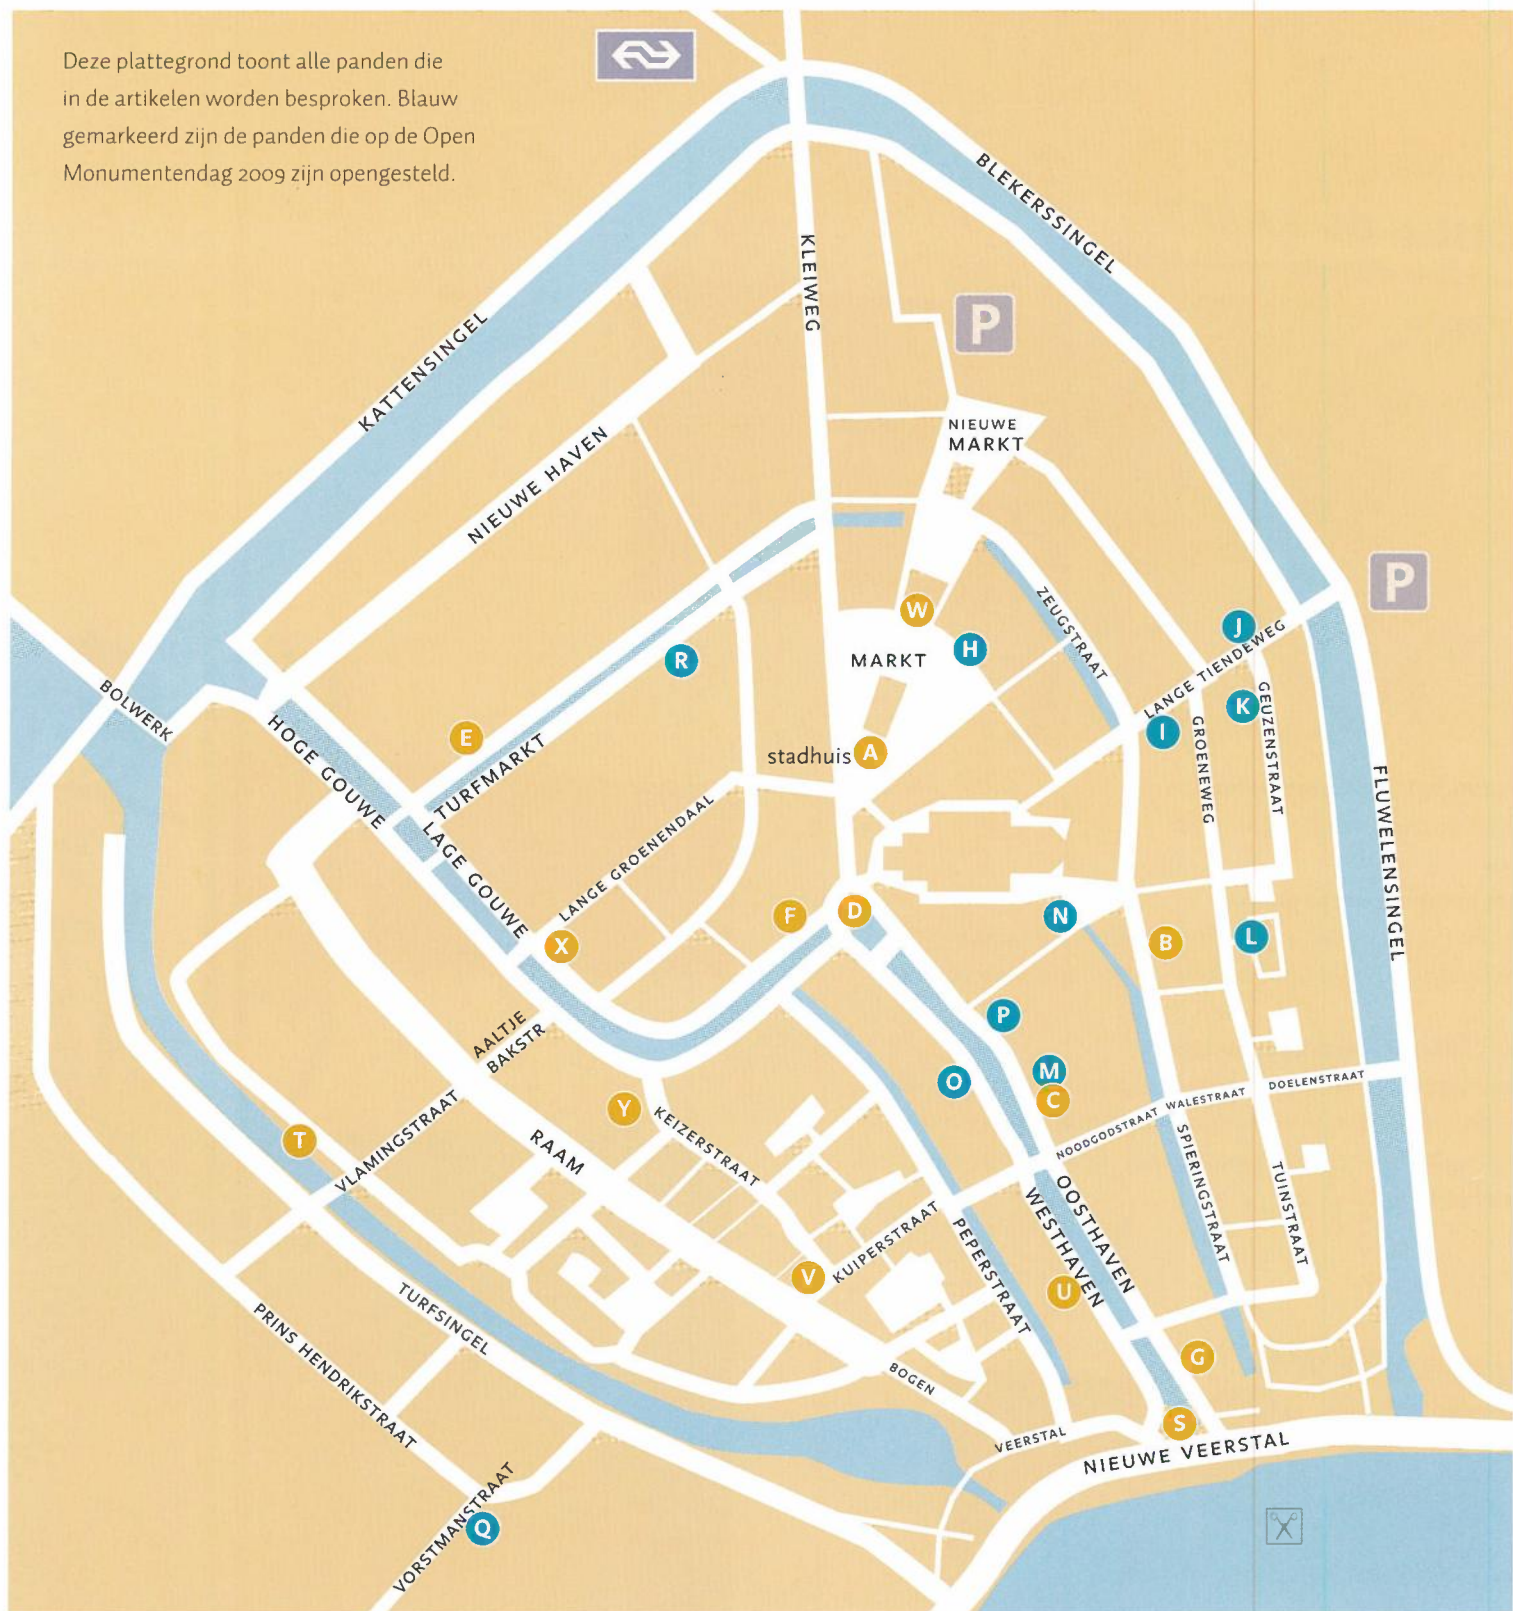 Deze plattegrond toont alle panden die
in de artikelen worden besproken. Blauw
gemarkeerd zijn de panden die op de Open
Monumentendag 2009 zijn opengesteld.
BLEKERSSINGEL
KLEIWEG
P
KATTENSINGEL
NIEUWE
MARKT
NIEUWE HAVEN
P
ZEUGSTRAAT
W
J
H
MARKT
R
LANGE TIENDEWEG
K
GEUZENSTRAAT
BOLWERK
I
GROENEWEG
E
HOGE GOUWE
TURFMARKT
stadhuis
A
FLUWELENSINGEL
LAGE GOUWE
LANGE GROENENDAAL
F
D
N
B
L
X
P
AALTJE
BAKSTR
O
M
C
DOELENSTRAAT
WALESTRAAT
NOODGODSTRAAT
Y
KEIZERSTRAAT
T
VLAMINGSTRAAT
RAAM
SPIERINGSTRAAT
TUINSTRAAT
OOSTHAVEN
WESTHAVEN
KUIPERSTRAAT
PEPERSTRAAT
V
U
TURFSINGEL
PRINS HENDRIKSTRAAT
G
BOGEN
S
VEERSTAL
NIEUWE VEERSTAL
VORSTMANSTRAAT
Q